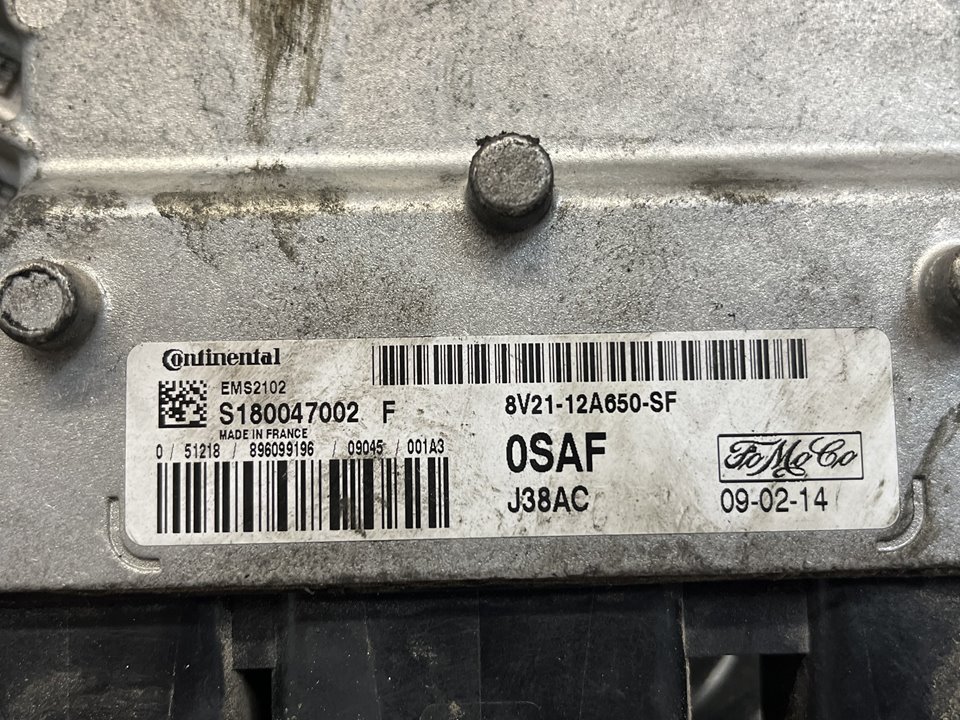 Continental
EMS2102
S180047002 F
MADE IN FRANCE
0 / 51218 / 896099196 / 09045 / 001A3
8V21-12A650-SF
0SAF
J38AC
FoMoCo
09-02-14